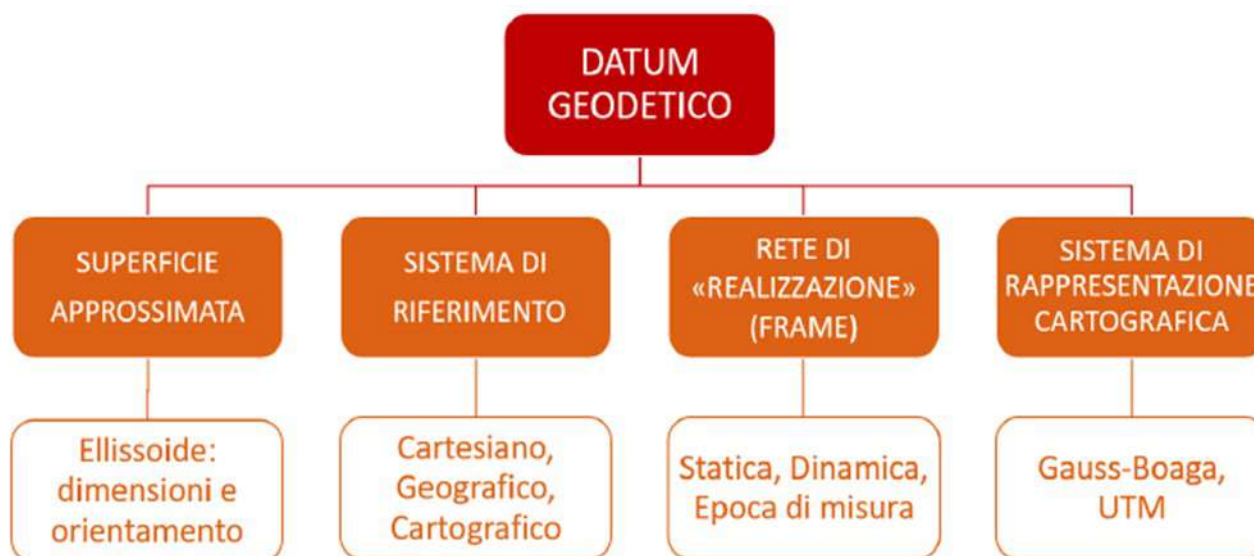 DATUM
GEODETICO
SUPERFICIE
APPROSSIMATA
SISTEMA DI
RIFERIMENTO
RETE DI
«REALIZZAZIONE»
(FRAME)
SISTEMA DI
RAPPRESENTAZIONE
CARTOGRAFICA
Ellissoide:
dimensioni e
orientamento
Cartesiano,
Geografico,
Cartografico
Statica, Dinamica,
Epoca di misura
Gauss-Boaga,
UTM